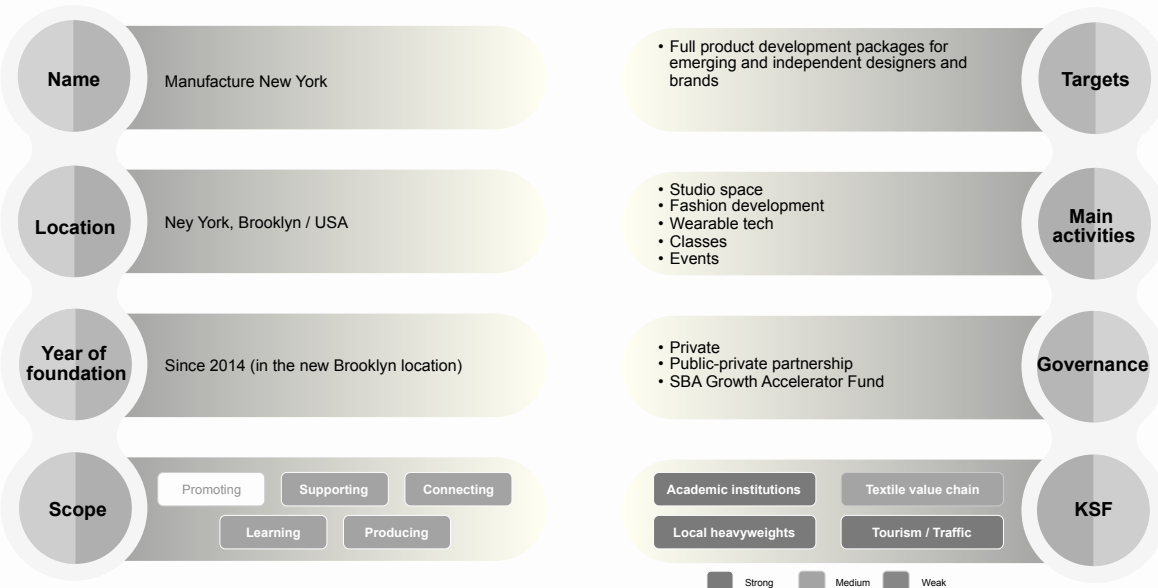 Name
Manufacture New York
Location
Ney York, Brooklyn / USA
Year of
foundation
Since 2014 (in the new Brooklyn location)
Scope
Promoting
Supporting
Connecting
Learning
Producing
• Full product development packages for
emerging and independent designers and
brands
Targets
• Studio space
• Fashion development
• Wearable tech
• Classes
• Events
Main
activities
• Private
• Public-private partnership
• SBA Growth Accelerator Fund
Governance
Academic institutions
Textile value chain
Local heavyweights
Tourism / Traffic
KSF
Strong
Medium
Weak